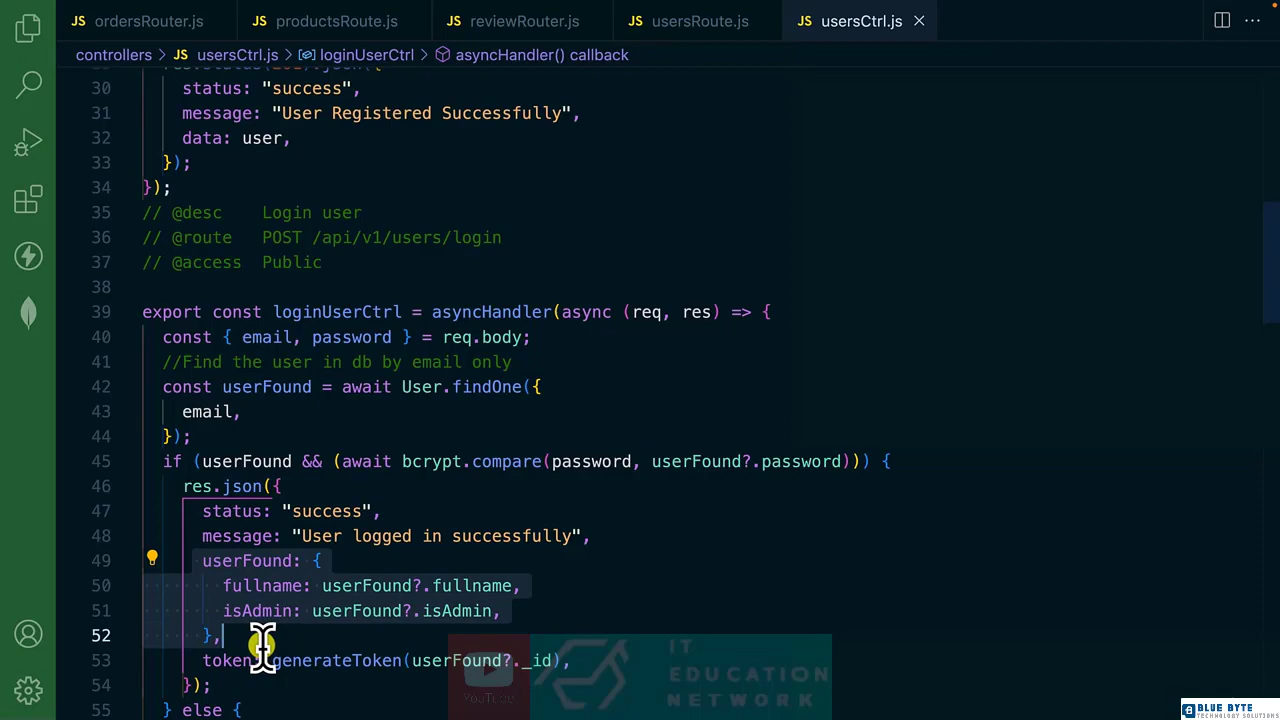 ordersRouter.js productsRoute.js reviewRouter.js usersRoute.js usersCtrl.js
controllers > JS usersCtrl.js > loginUserCtrl > asyncHandler() callback
30 status: "success",
31 message: "User Registered Successfully",
32 data: user,
33 });
34 });
35 // @desc Login user
36 // @route POST /api/v1/users/login
37 // @access Public
38
39 export const loginUserCtrl = asyncHandler(async (req, res) => {
40 const { email, password } = req.body;
41 //Find the user in db by email only
42 const userFound = await User.findOne({
43 email,
44 });
45 if (userFound && (await bcrypt.compare(password, userFound?.password))) {
46 res.json({
47 status: "success",
48 message: "User logged in successfully",
49 userFound: {
50 fullname: userFound?.fullname,
51 isAdmin: userFound?.isAdmin,
52 },
53 token: generateToken(userFound?._id),
54 });
55 } else {
YouTube
IT
EDUCATION
NETWORK
BLUE BYTE
TECHNOLOGY SOLUTIONS